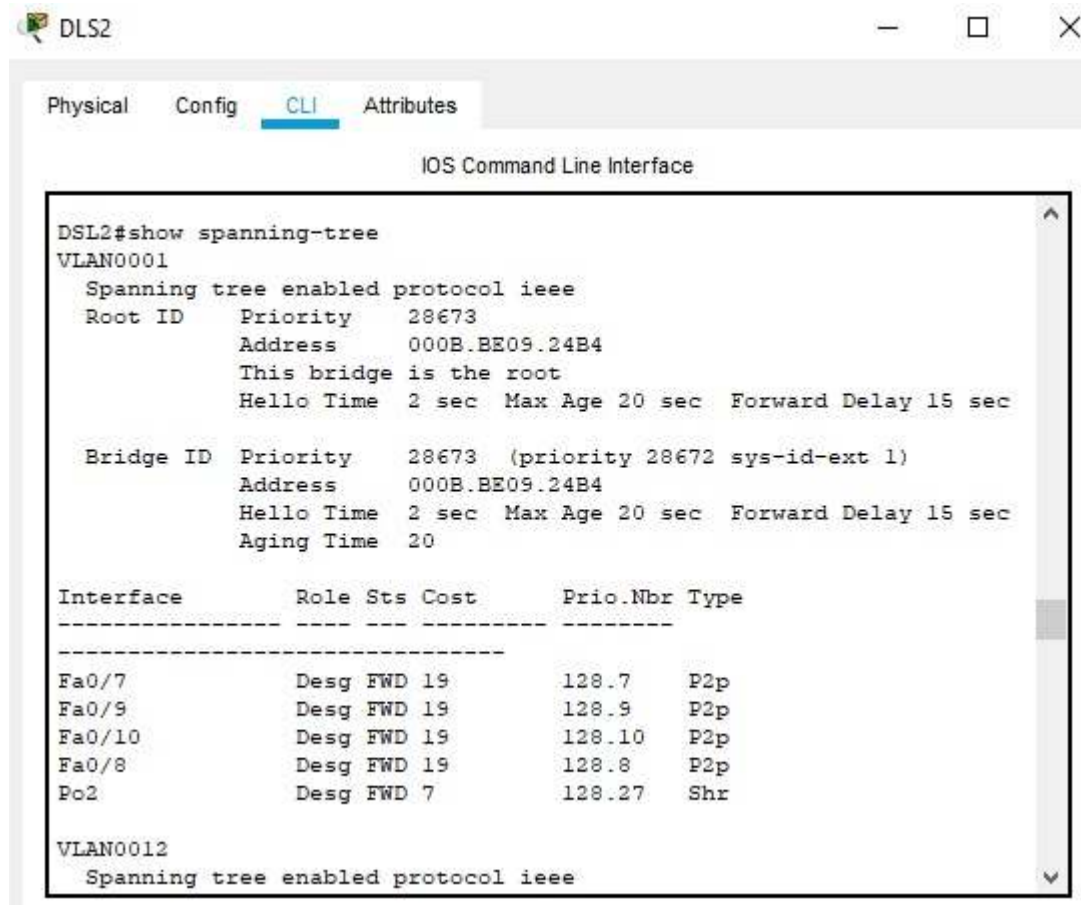 DLS2
Physical Config CLI Attributes
IOS Command Line Interface
DSL2#show spanning-tree
VLAN0001
  Spanning tree enabled protocol ieee
  Root ID    Priority    28673
             Address     000B.BE09.24B4
             This bridge is the root
             Hello Time  2 sec  Max Age 20 sec  Forward Delay 15 sec

  Bridge ID  Priority    28673  (priority 28672 sys-id-ext 1)
             Address     000B.BE09.24B4
             Hello Time  2 sec  Max Age 20 sec  Forward Delay 15 sec
             Aging Time  20

Interface        Role Sts Cost      Prio.Nbr Type
---------------- ---- --- --------- --------
--------------------------------
Fa0/7            Desg FWD 19        128.7    P2p
Fa0/9            Desg FWD 19        128.9    P2p
Fa0/10           Desg FWD 19        128.10   P2p
Fa0/8            Desg FWD 19        128.8    P2p
Po2              Desg FWD 7         128.27   Shr

VLAN0012
  Spanning tree enabled protocol ieee